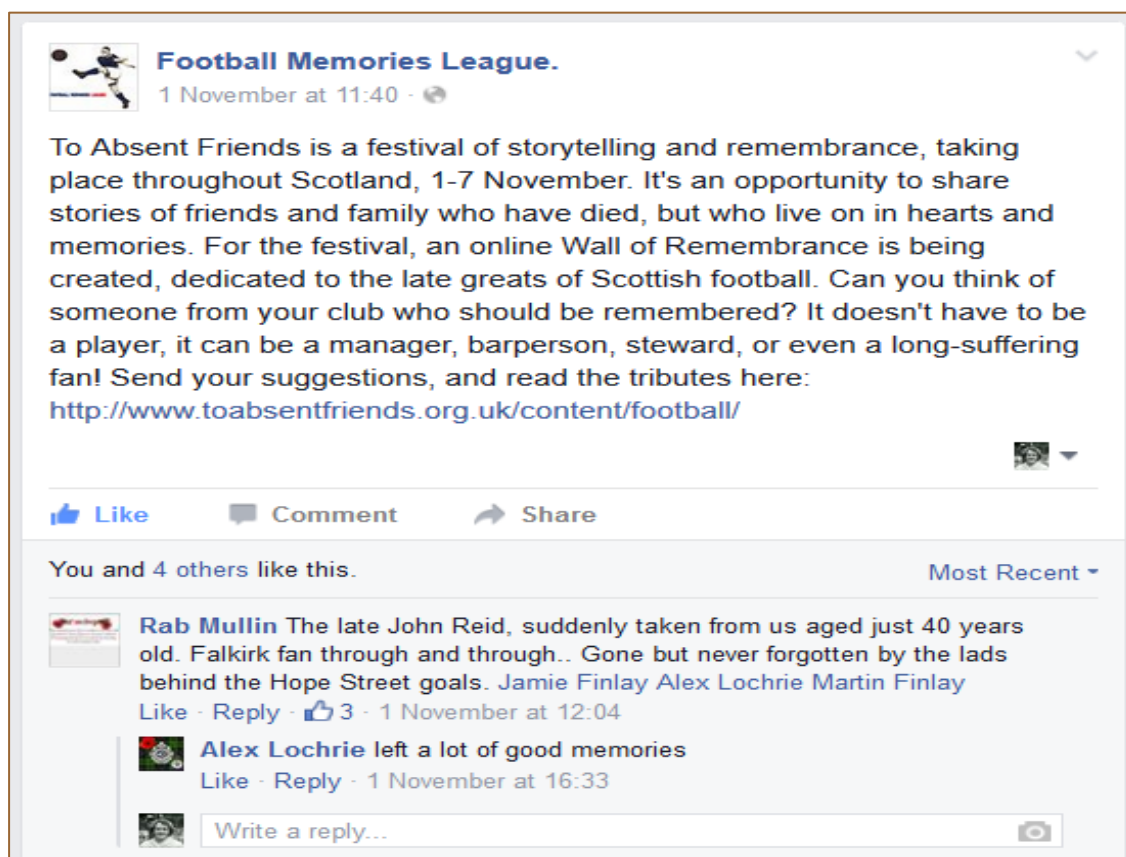 Football Memories League.
1 November at 11:40 ·
To Absent Friends is a festival of storytelling and remembrance, taking
place throughout Scotland, 1-7 November. It's an opportunity to share
stories of friends and family who have died, but who live on in hearts and
memories. For the festival, an online Wall of Remembrance is being
created, dedicated to the late greats of Scottish football. Can you think of
someone from your club who should be remembered? It doesn't have to be
a player, it can be a manager, barperson, steward, or even a long-suffering
fan! Send your suggestions, and read the tributes here:
http://www.toabsentfriends.org.uk/content/football/
Like Comment Share
You and 4 others like this. Most Recent
Rab Mullin The late John Reid, suddenly taken from us aged just 40 years
old. Falkirk fan through and through.. Gone but never forgotten by the lads
behind the Hope Street goals. Jamie Finlay Alex Lochrie Martin Finlay
Like · Reply · 3 · 1 November at 12:04
Alex Lochrie left a lot of good memories
Like · Reply · 1 November at 16:33
Write a reply...